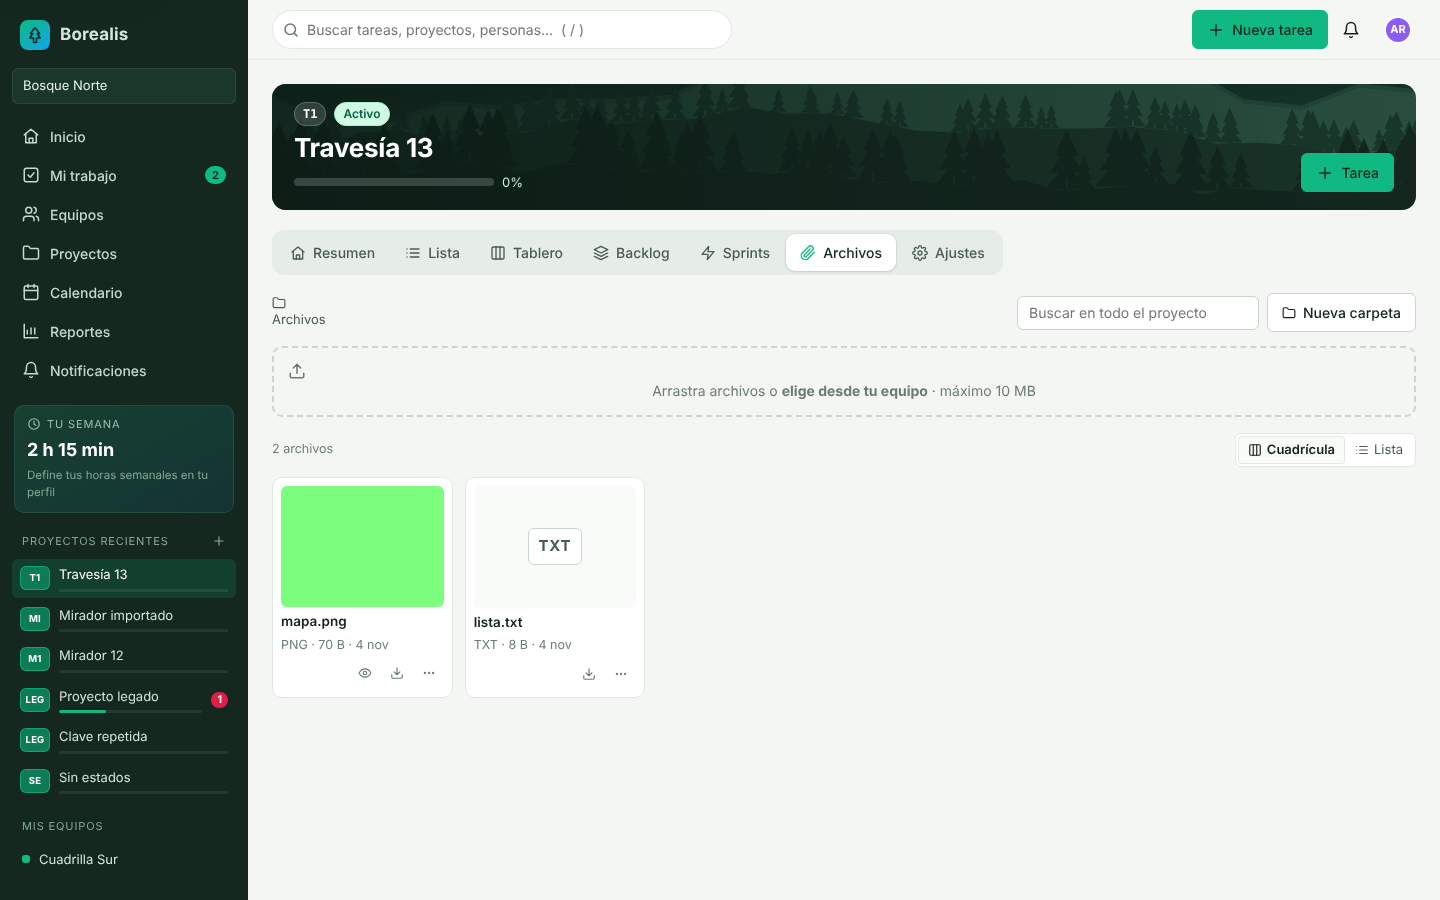 Borealis
Bosque Norte
Inicio
Mi trabajo 2
Equipos
Proyectos
Calendario
Reportes
Notificaciones
TU SEMANA
2 h 15 min
Define tus horas semanales en tu
perfil
PROYECTOS RECIENTES
T1 Travesía 13
MI Mirador importado
M1 Mirador 12
LEG Proyecto legado 1
LEG Clave repetida
SE Sin estados
MIS EQUIPOS
Cuadrilla Sur
Buscar tareas, proyectos, personas... ( / )
Nueva tarea
AR
T1 Activo
Travesía 13
0%
Tarea
Resumen Lista Tablero Backlog Sprints Archivos Ajustes
Archivos
Buscar en todo el proyecto
Nueva carpeta
Arrastra archivos o elige desde tu equipo · máximo 10 MB
2 archivos
Cuadrícula Lista
mapa.png
PNG · 70 B · 4 nov
TXT
lista.txt
TXT · 8 B · 4 nov